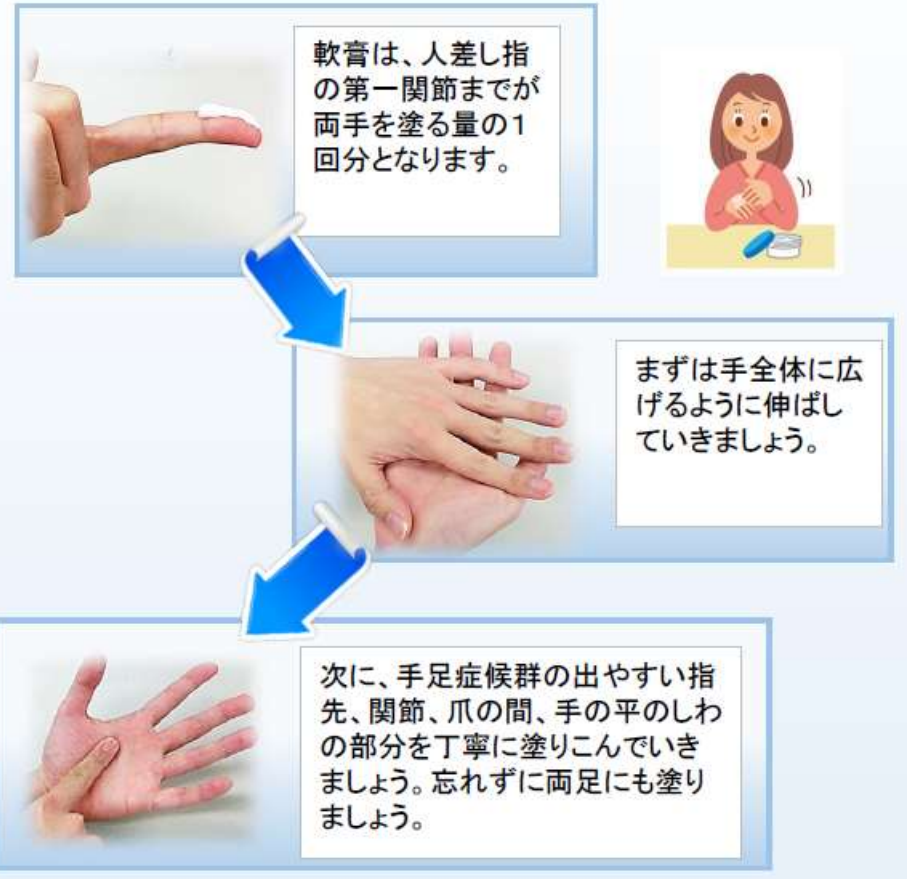 軟膏は、人差し指
の第一関節までが
両手を塗る量の１
回分となります。
まずは手全体に広
げるように伸ばし
ていきましょう。
次に、手足症候群の出やすい指
先、関節、爪の間、手の平のしわ
の部分を丁寧に塗りこんでいき
ましょう。忘れずに両足にも塗り
ましょう。